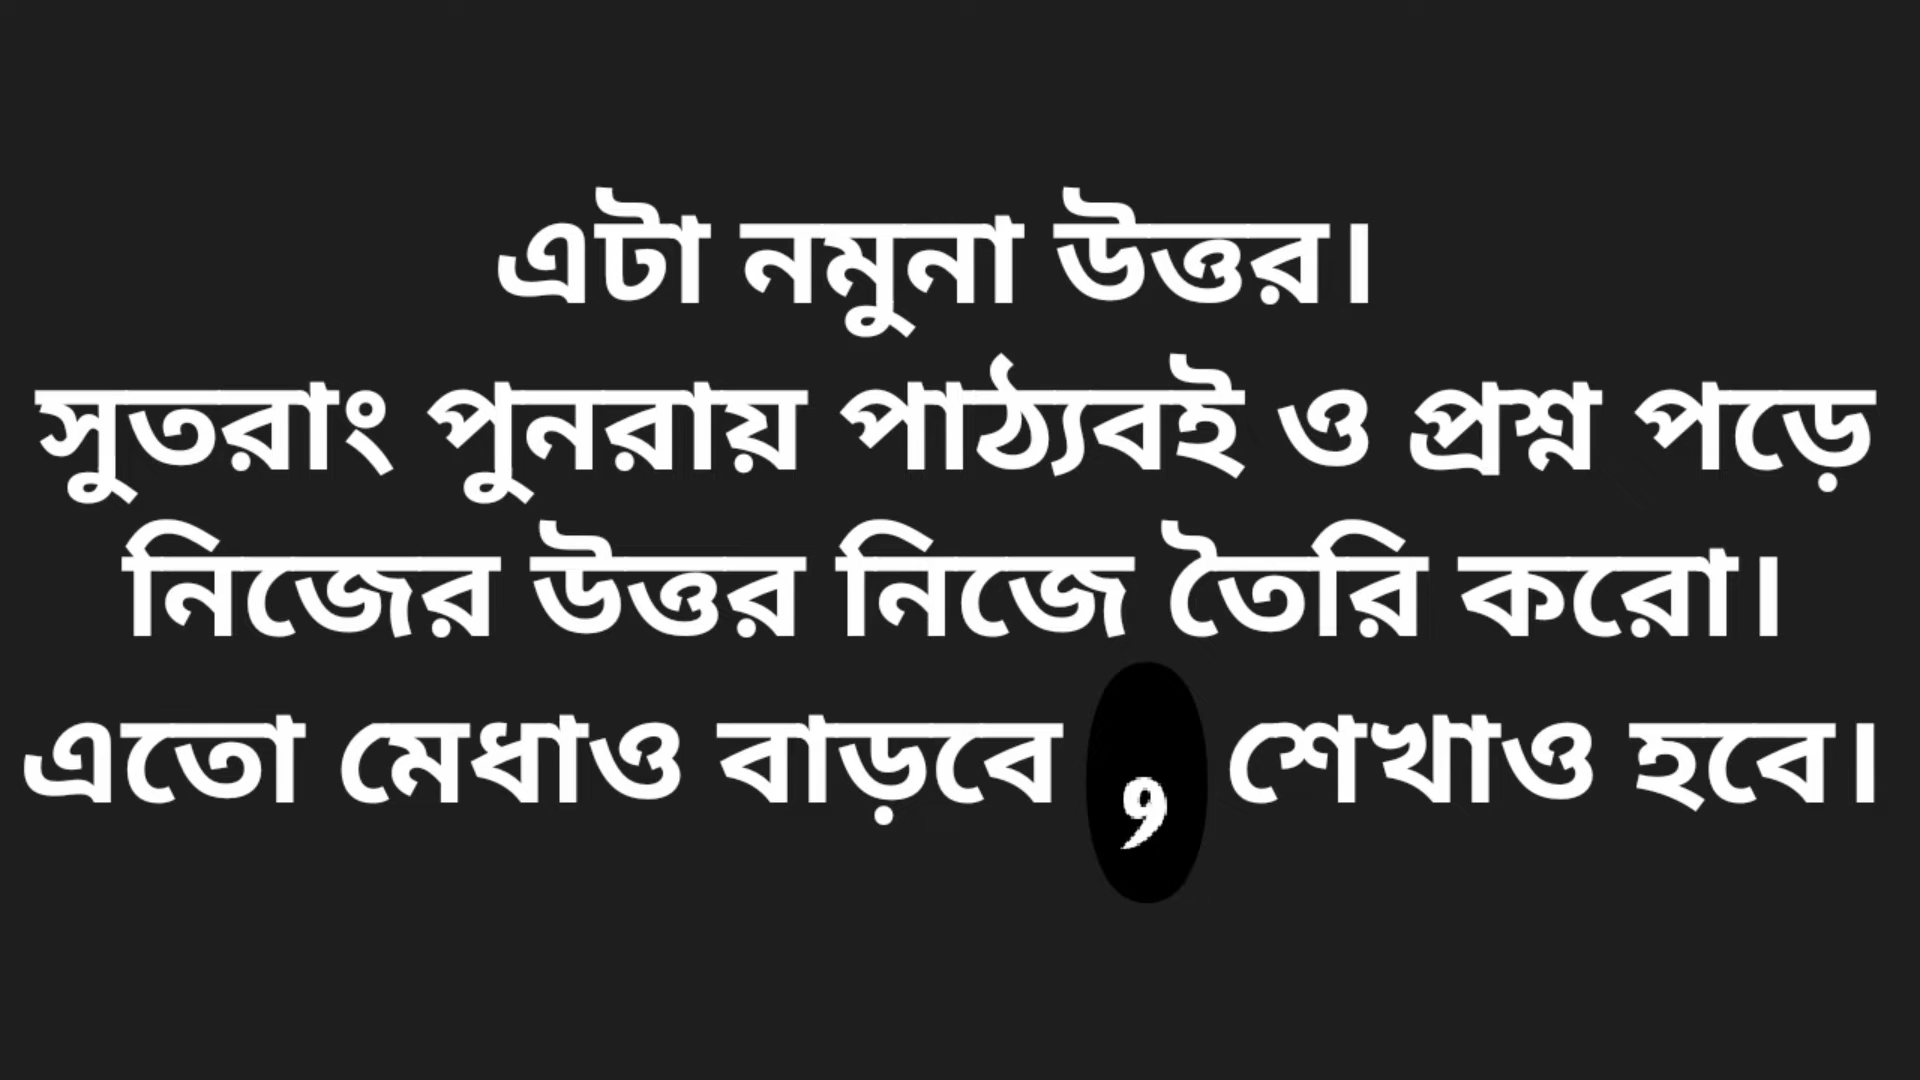 এটা নমুনা উত্তর।
সুতরাং পুনরায় পাঠ্যবই ও প্রশ্ন পড়ে
নিজের উত্তর নিজে তৈরি করো।
এতো মেধাও বাড়বে , শেখাও হবে।